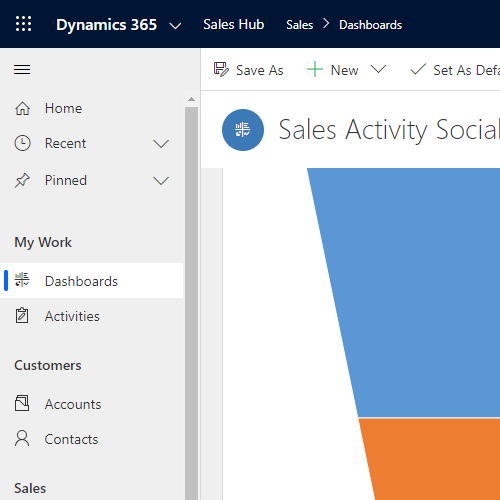 Dynamics 365 Sales Hub Sales Dashboards
Save As New Set As Defa
Home
Recent
Pinned
Sales Activity Social
My Work
Dashboards
Activities
Customers
Accounts
Contacts
Sales